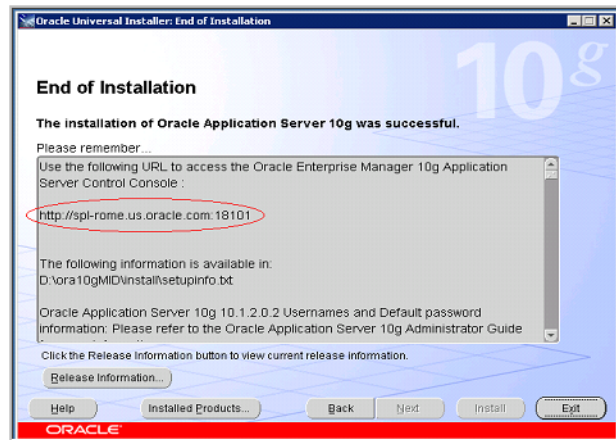 Oracle Universal Installer: End of Installation
10g
End of Installation
The installation of Oracle Application Server 10g was successful.
Please remember...
Use the following URL to access the Oracle Enterprise Manager 10g Application
Server Control Console :
http://spl-rome.us.oracle.com:18101
The following information is available in:
D:\ora10gMID\install\setupinfo.txt
Oracle Application Server 10g 10.1.2.0.2 Usernames and Default password
information: Please refer to the Oracle Application Server 10g Administrator Guide
Click the Release Information button to view current release information.
Release Information...
Help
Installed Products...
Back
Next
Install
Exit
ORACLE